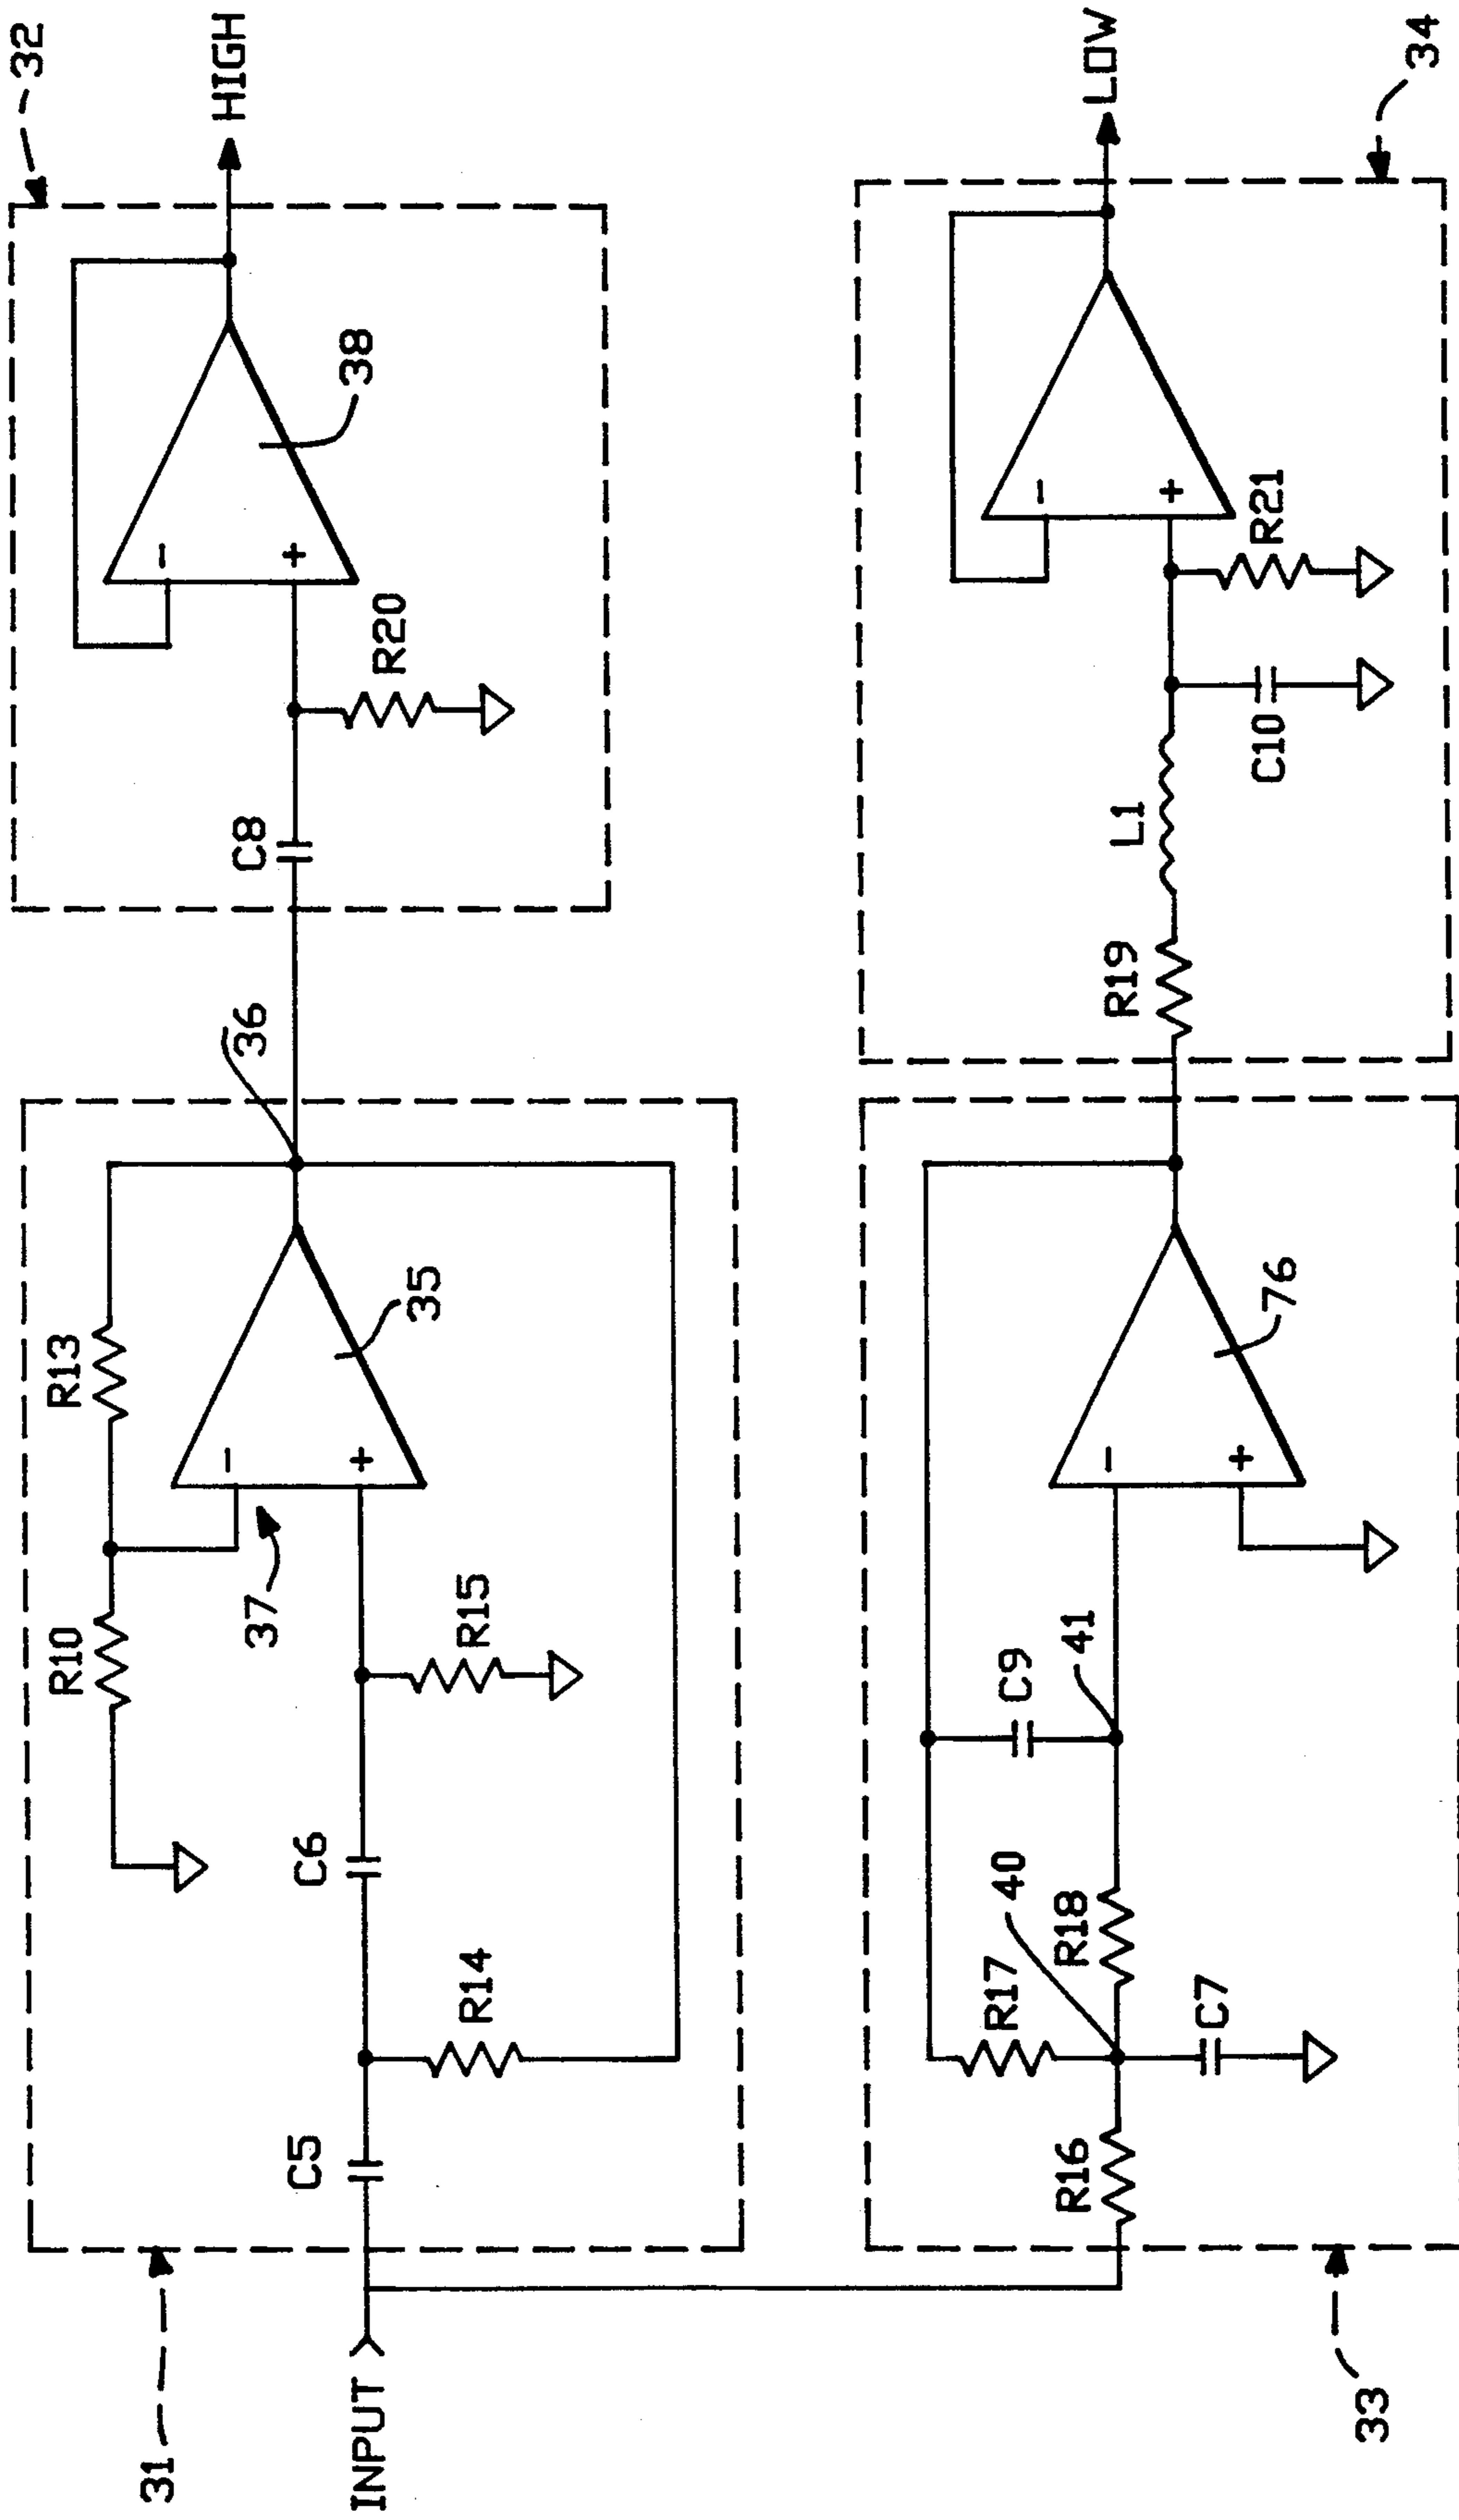 32
HIGH
38
-
+
R20
C8
36
R13
35
-
+
37
R10
R15
C6
R14
C5
31
INPUT
LOW
34
-
+
R21
C10
L1
R19
76
-
+
41
C9
40
R18
R17
C7
R16
33